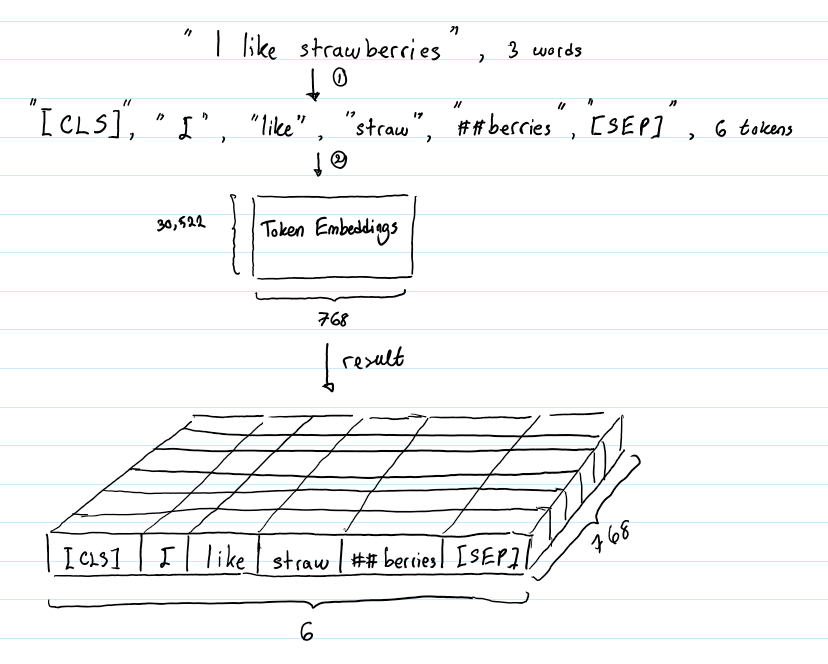 " I like strawberries" , 3 words
①
"[CLS]", "I", "like", "straw", "##berries", "[SEP]", 6 tokens
②
30,522
Token Embeddings
768
result
[CLS] I like straw ##berries [SEP]
768
6